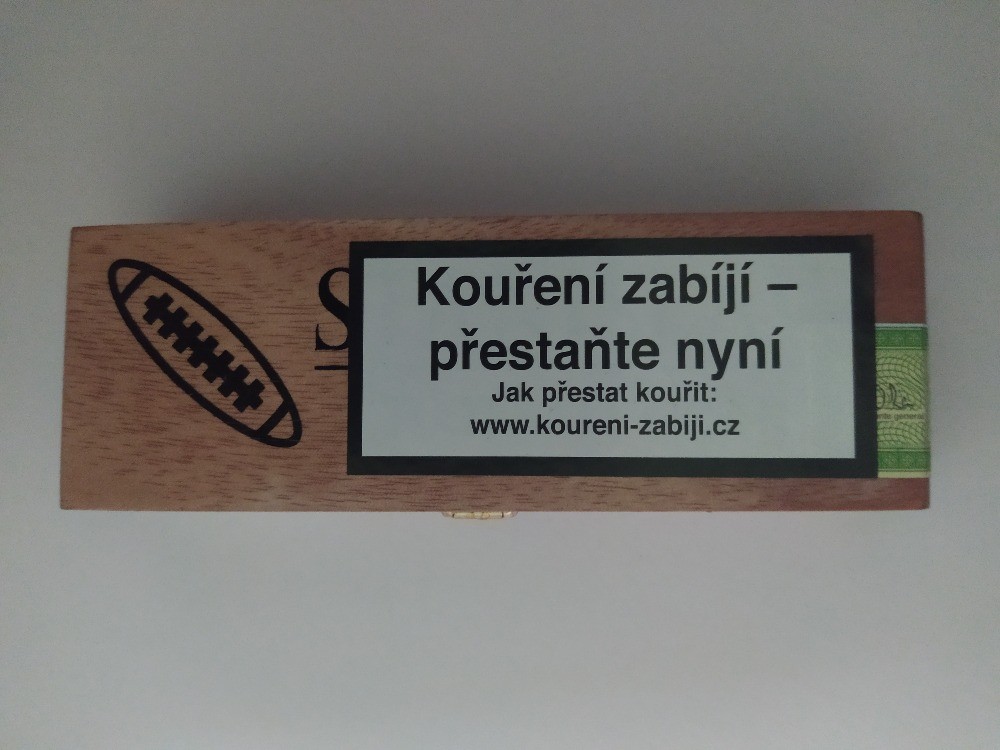 S
Kouření zabíjí –
přestaňte nyní
Jak přestat kouřit:
www.koureni-zabiji.cz